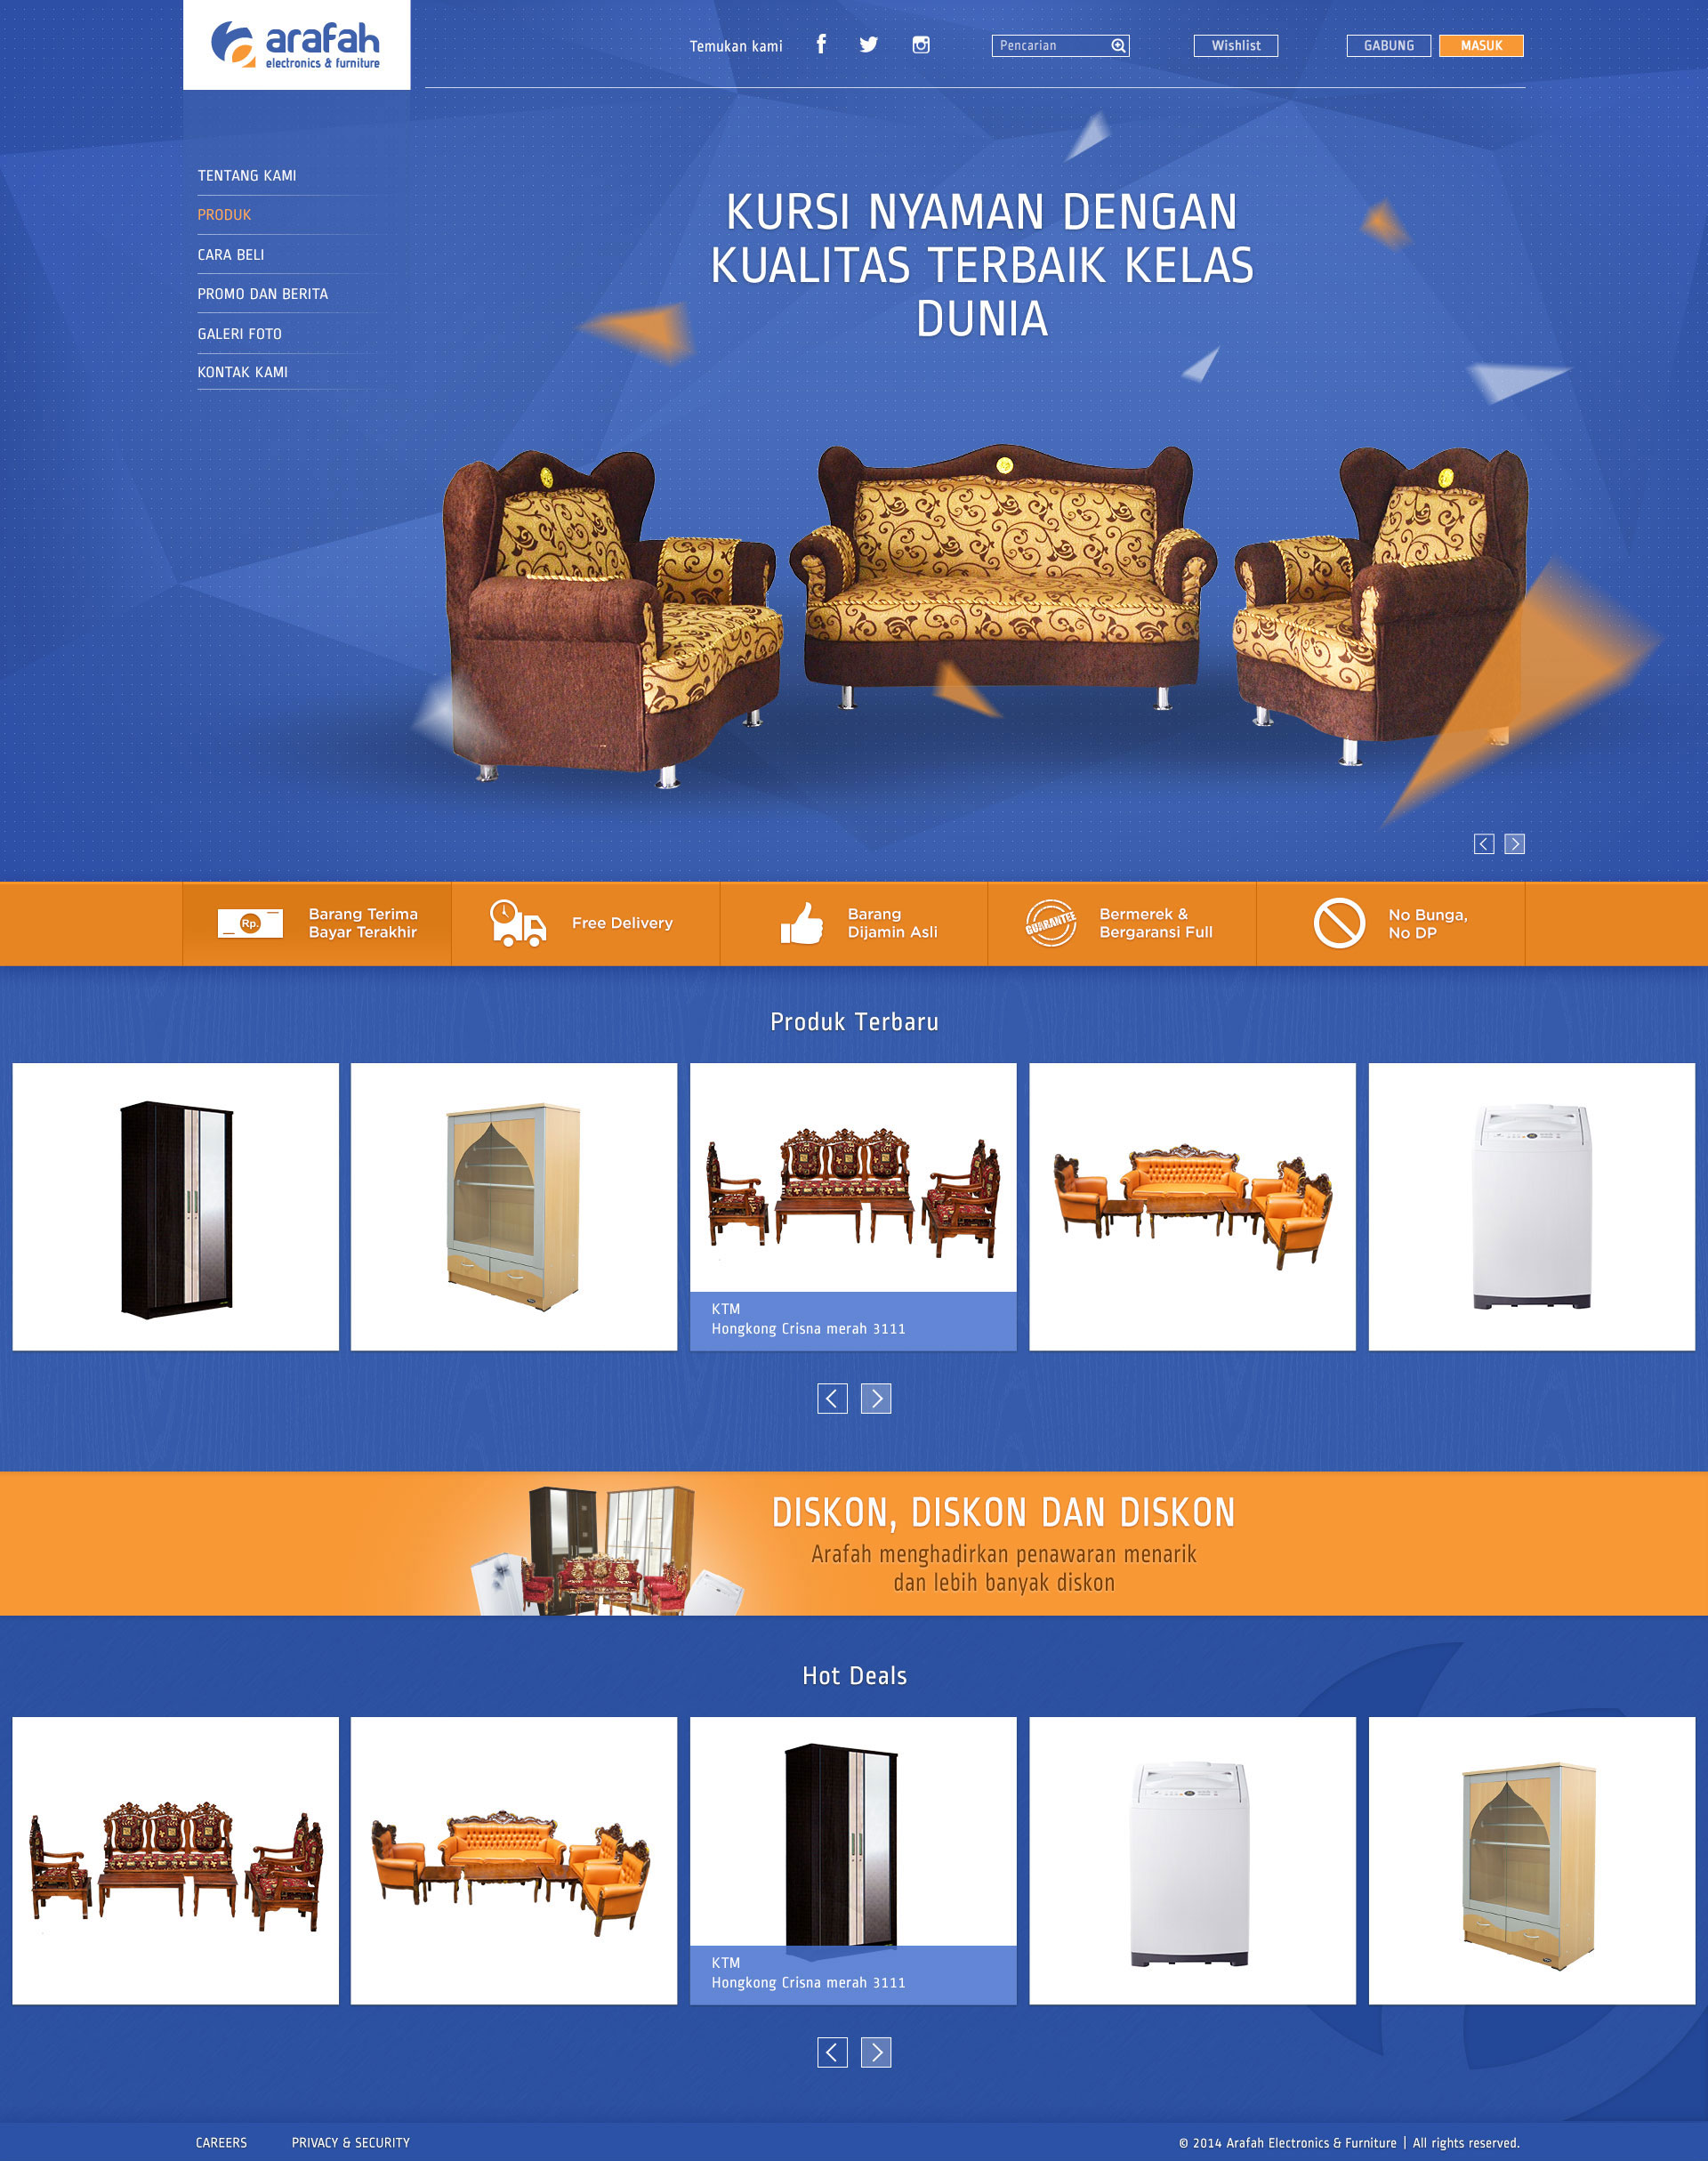 arafah
electronics & furniture
Temukan kami
Pencarian
Wishlist
GABUNG
MASUK
TENTANG KAMI
PRODUK
CARA BELI
PROMO DAN BERITA
GALERI FOTO
KONTAK KAMI
KURSI NYAMAN DENGAN
KUALITAS TERBAIK KELAS
DUNIA
Rp.
Barang Terima
Bayar Terakhir
Free Delivery
Barang
Dijamin Asli
GUARANTEE
Bermerek &
Bergaransi Full
No Bunga,
No DP
Produk Terbaru
KTM
Hongkong Crisna merah 3111
DISKON, DISKON DAN DISKON
Arafah menghadirkan penawaran menarik
dan lebih banyak diskon
Hot Deals
KTM
Hongkong Crisna merah 3111
CAREERS
PRIVACY & SECURITY
© 2014 Arafah Electronics & Furniture | All rights reserved.